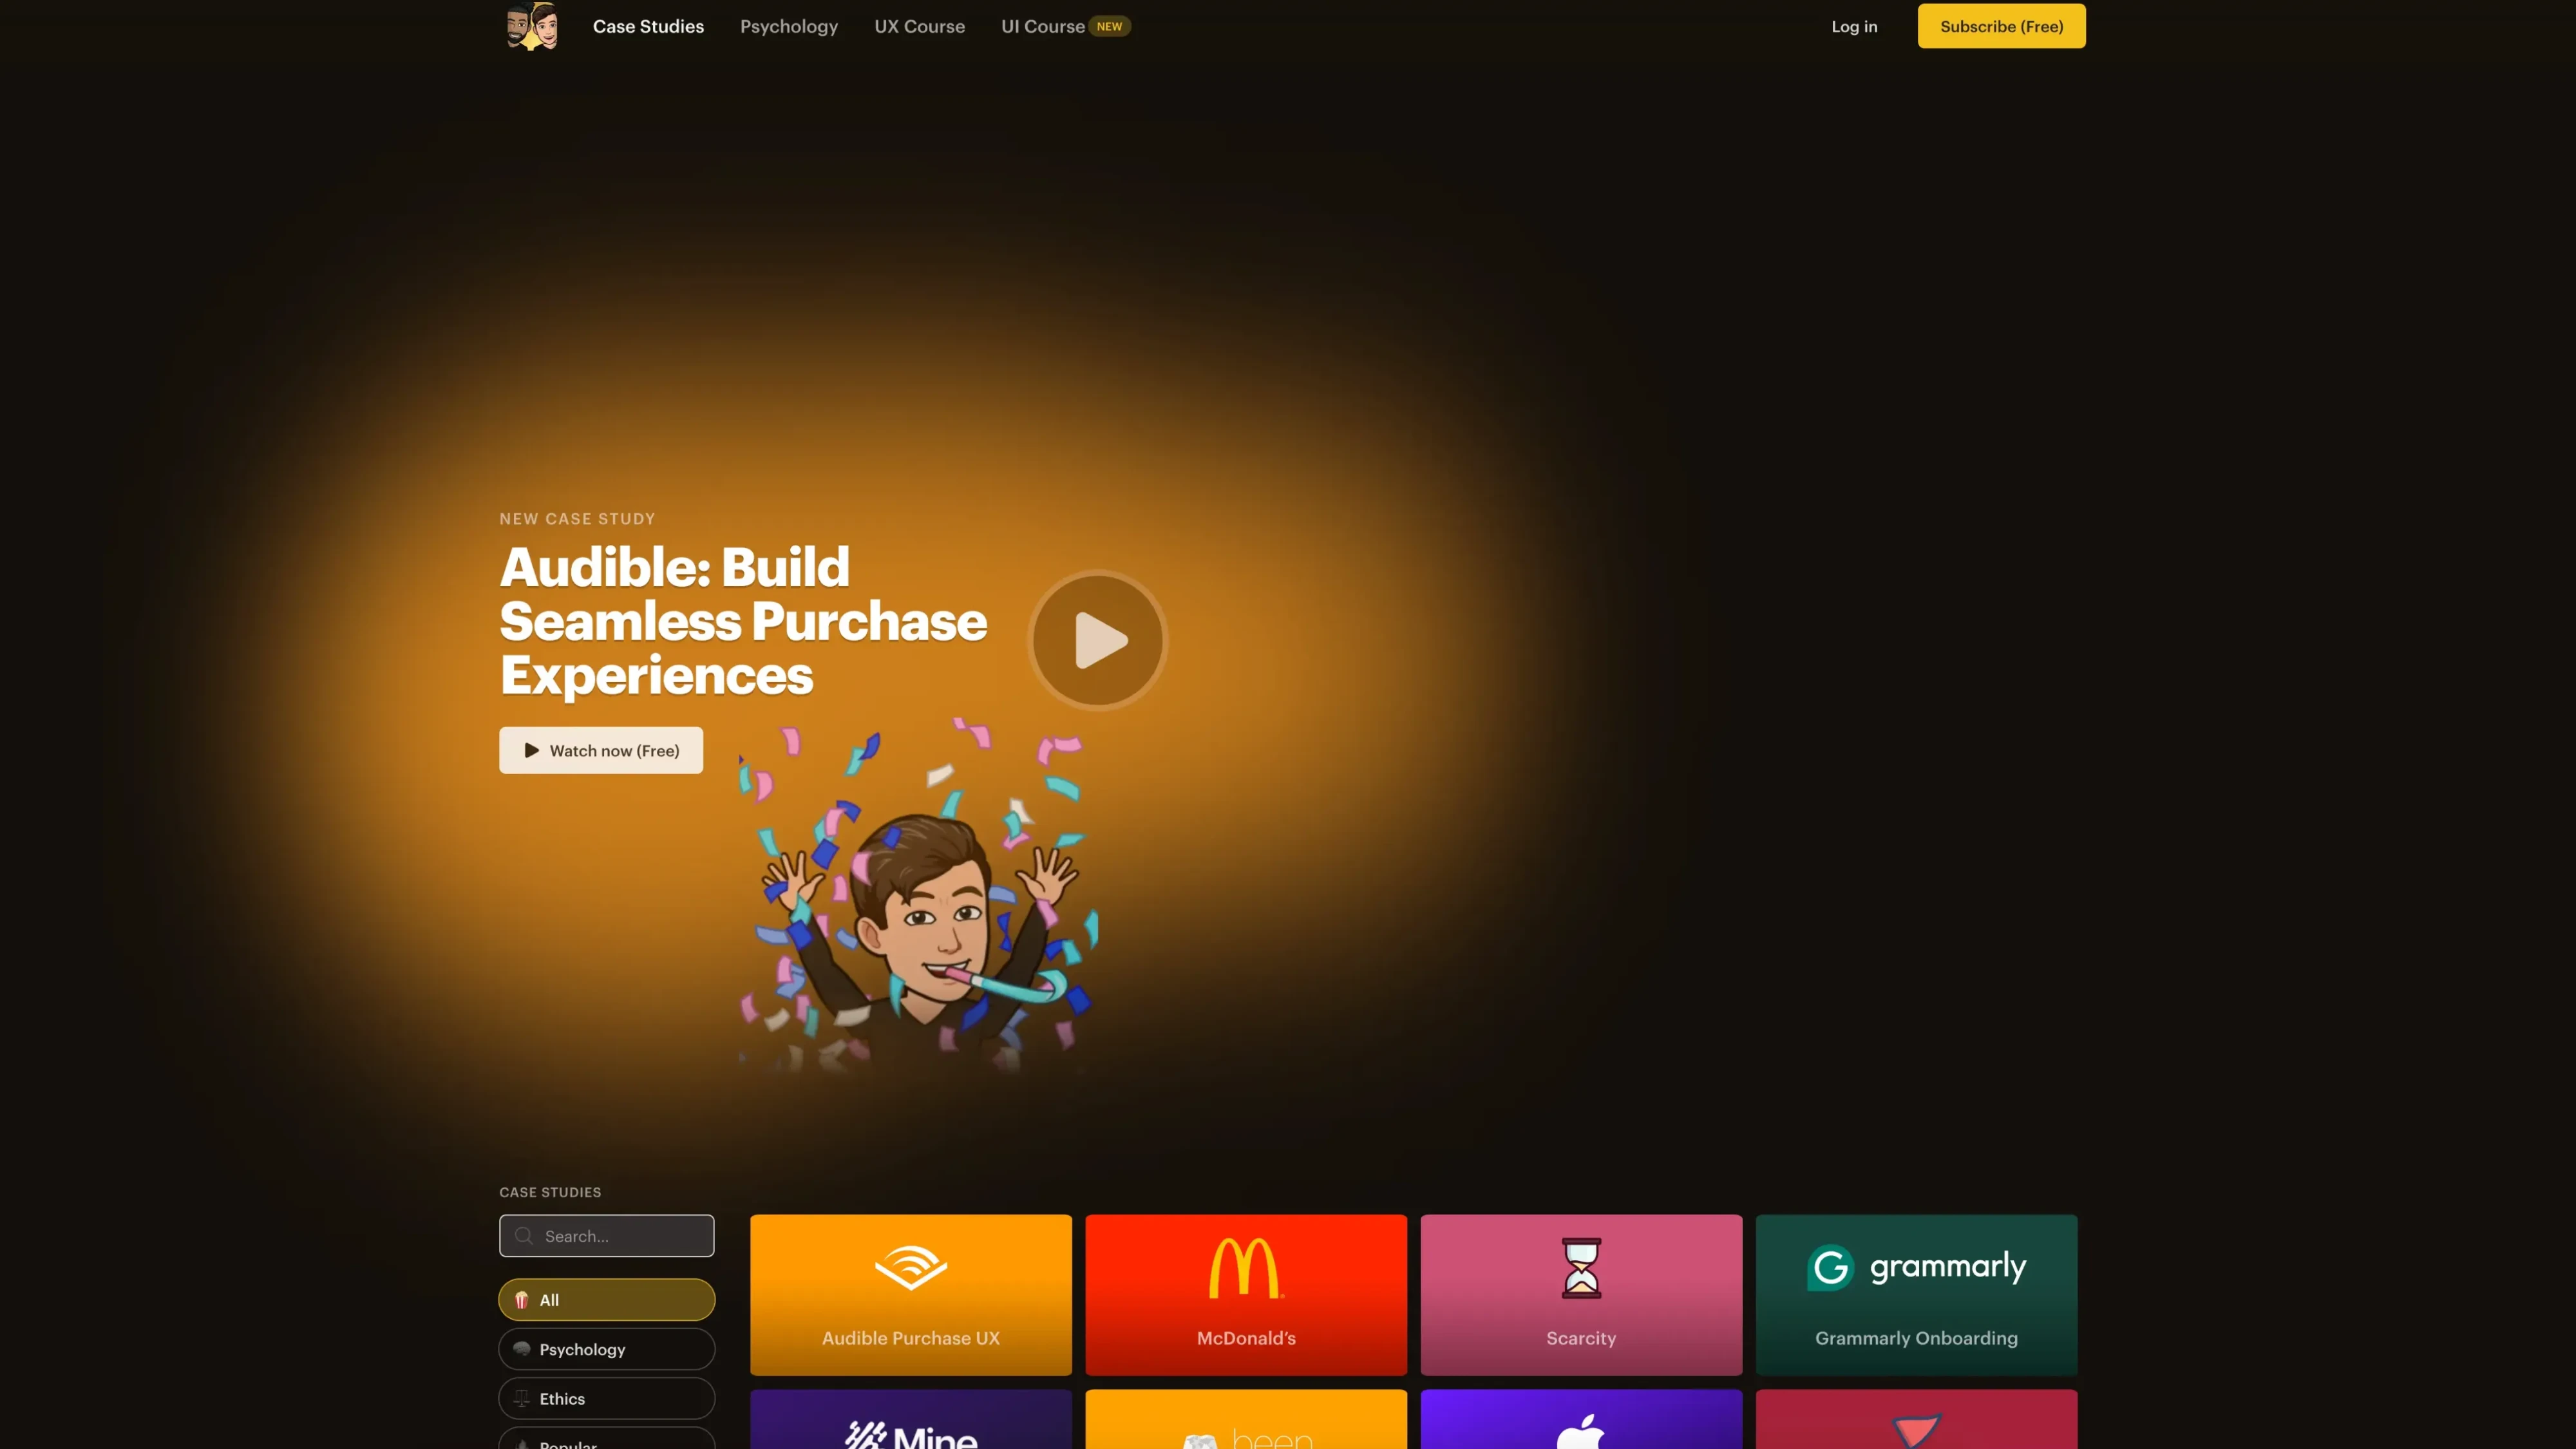 Case Studies
Psychology
UX Course
UI Course NEW
Log in
Subscribe (Free)
NEW CASE STUDY
Audible: Build
Seamless Purchase
Experiences
Watch now (Free)
CASE STUDIES
Search...
All
Psychology
Ethics
Popular
Audible Purchase UX
McDonald's
Scarcity
grammarly
Grammarly Onboarding
Mine
been